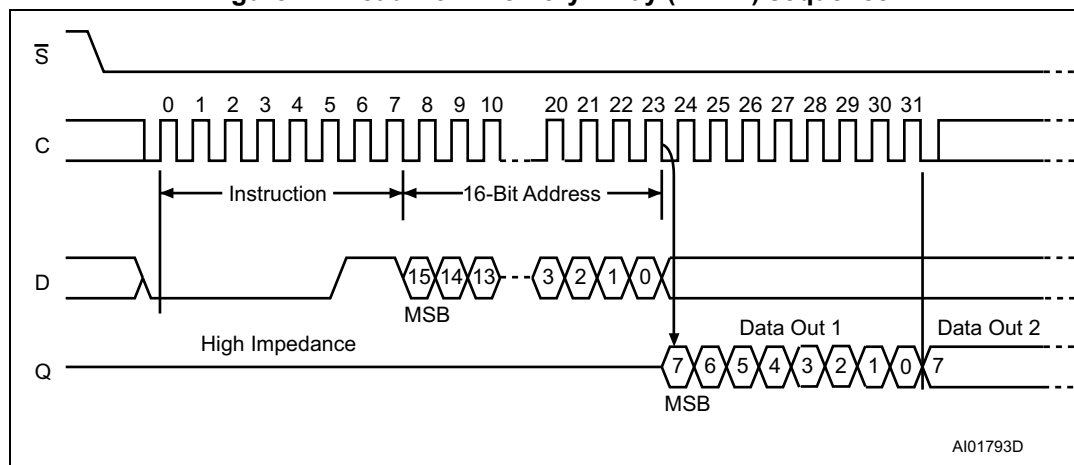 S
0 1 2 3 4 5 6 7 8 9 10 20 21 22 23 24 25 26 27 28 29 30 31
C
Instruction 16-Bit Address
D
15 14 13 3 2 1 0
MSB
High Impedance Data Out 1 Data Out 2
Q
7 6 5 4 3 2 1 0 7
MSB
AI01793D